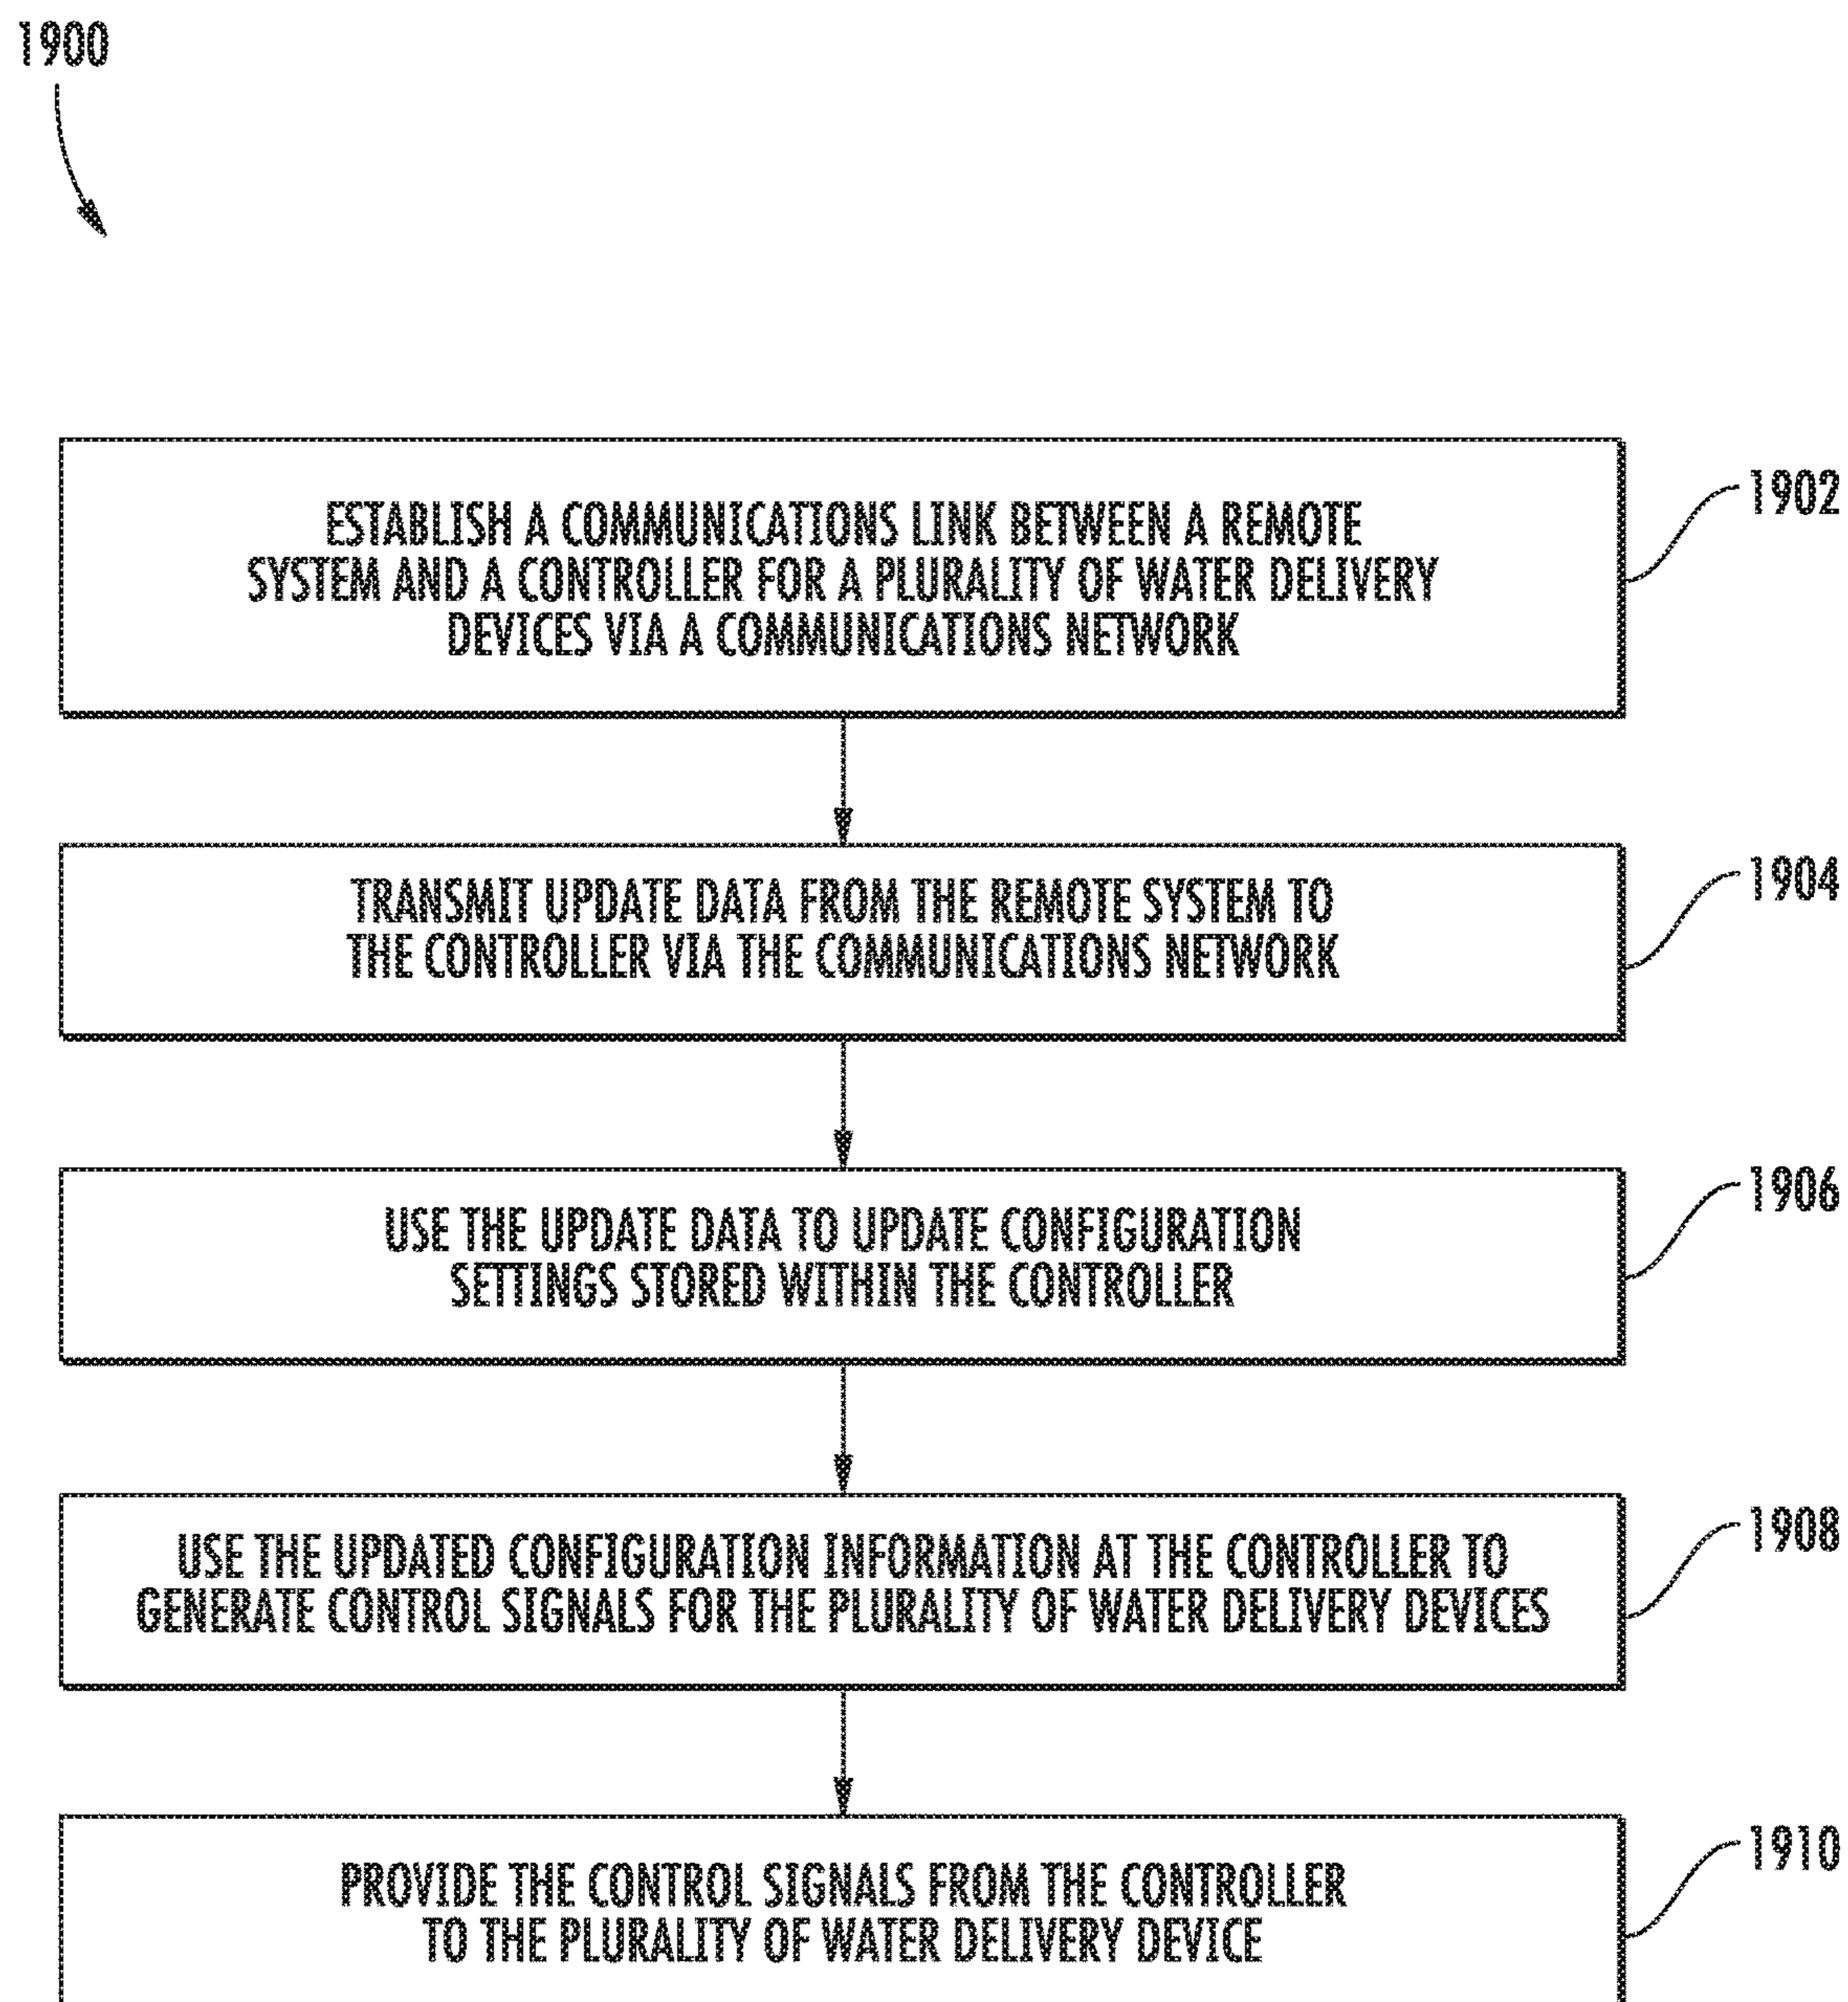 1900
ESTABLISH A COMMUNICATIONS LINK BETWEEN A REMOTE
SYSTEM AND A CONTROLLER FOR A PLURALITY OF WATER DELIVERY
DEVICES VIA A COMMUNICATIONS NETWORK
1902
TRANSMIT UPDATE DATA FROM THE REMOTE SYSTEM TO
THE CONTROLLER VIA THE COMMUNICATIONS NETWORK
1904
USE THE UPDATE DATA TO UPDATE CONFIGURATION
SETTINGS STORED WITHIN THE CONTROLLER
1906
USE THE UPDATED CONFIGURATION INFORMATION AT THE CONTROLLER TO
GENERATE CONTROL SIGNALS FOR THE PLURALITY OF WATER DELIVERY DEVICES
1908
PROVIDE THE CONTROL SIGNALS FROM THE CONTROLLER
TO THE PLURALITY OF WATER DELIVERY DEVICE
1910